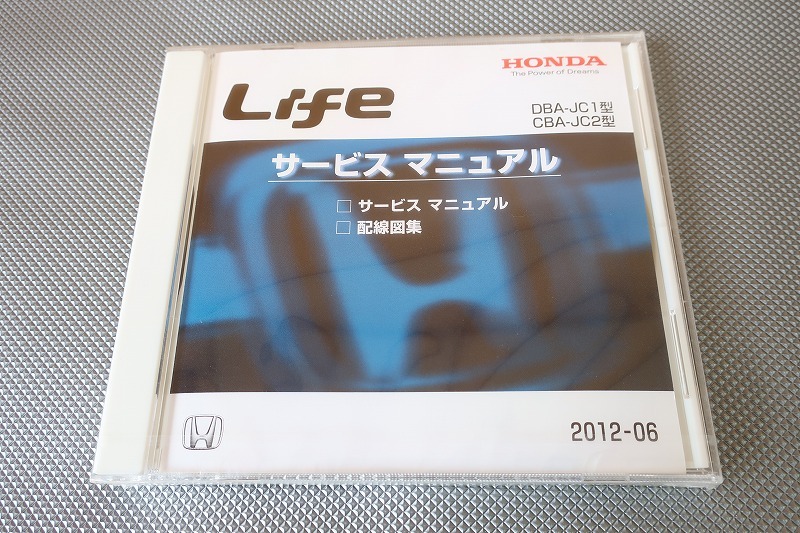 HONDA
The Power of Dreams
Life
DBA-JC1型
CBA-JC2型
サービス マニュアル
□ サービス マニュアル
□ 配線図集
2012-06